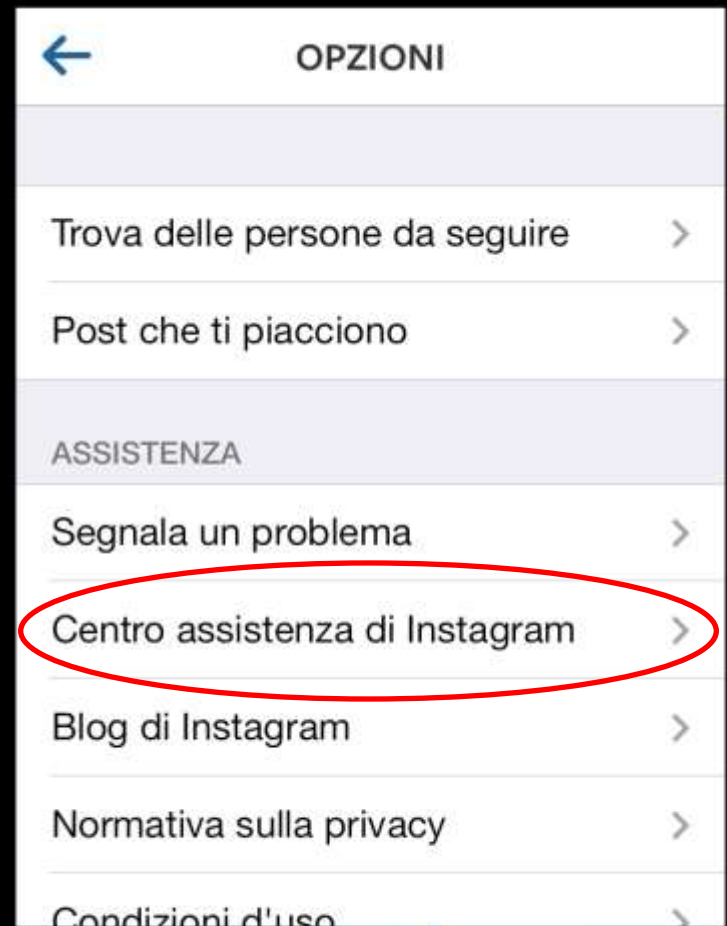 OPZIONI
Trova delle persone da seguire
Post che ti piacciono
ASSISTENZA
Segnala un problema
Centro assistenza di Instagram
Blog di Instagram
Normativa sulla privacy
Condizioni d'uso